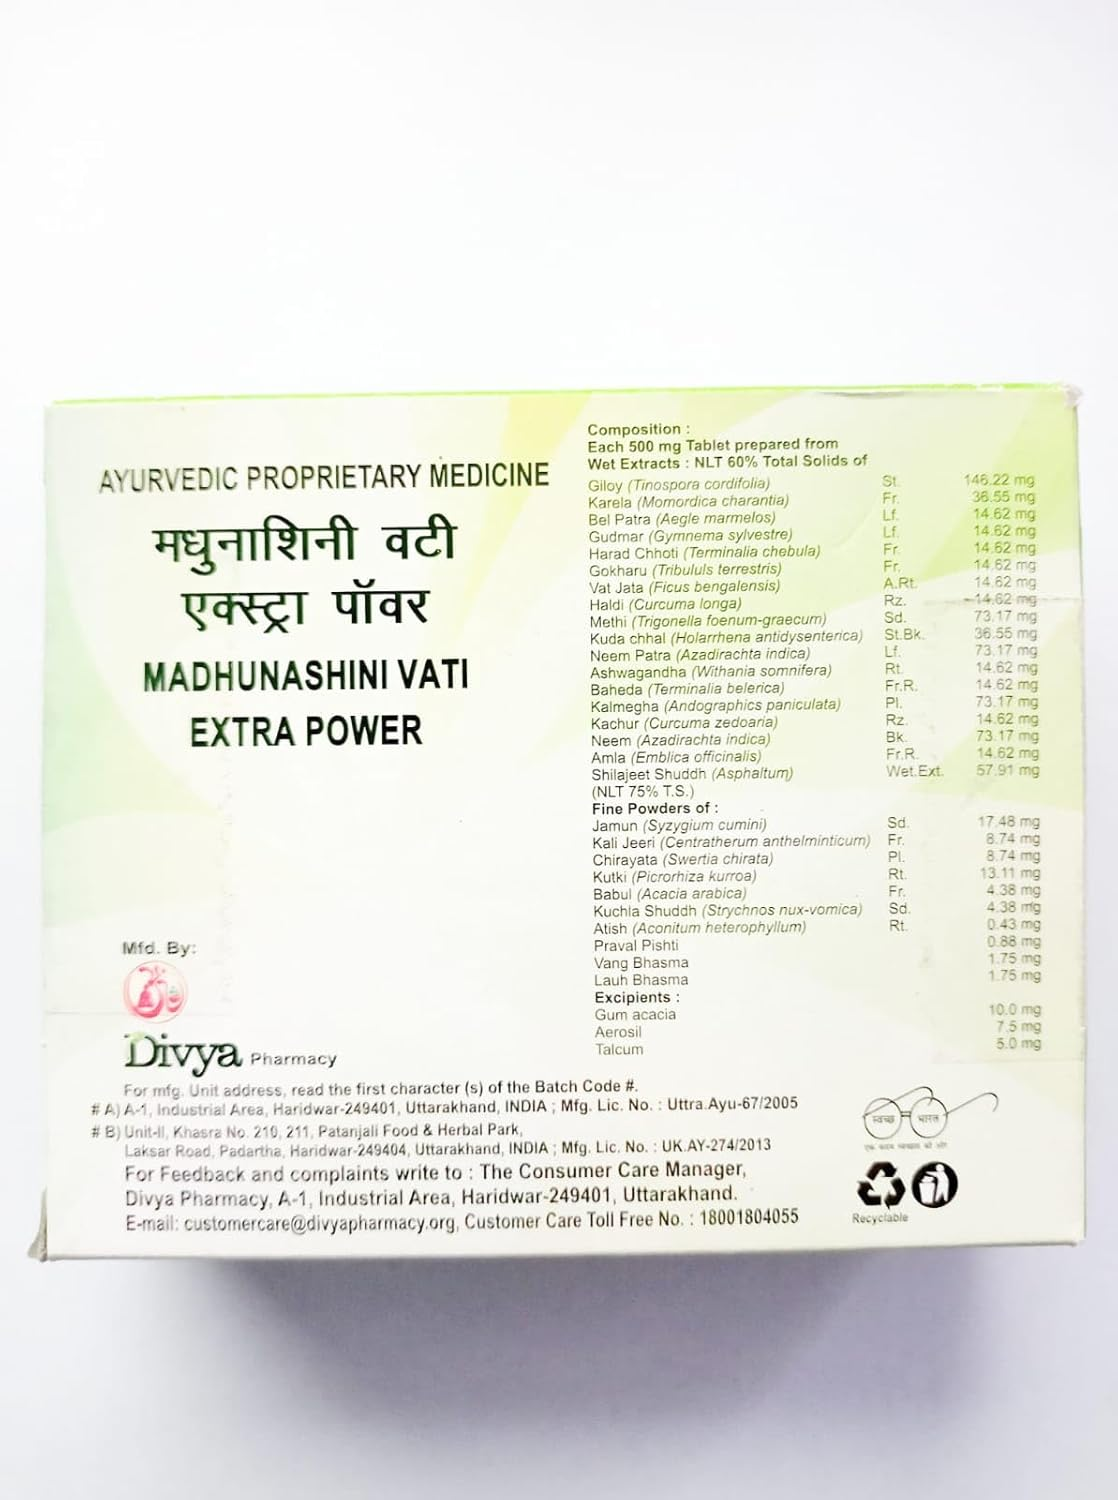 AYURVEDIC PROPRIETARY MEDICINE
मधुनाशिनी वटी
एक्स्ट्रा पॉवर
MADHUNASHINI VATI
EXTRA POWER
Composition :
Each 500 mg Tablet prepared from
Wet Extracts : NLT 60% Total Solids of
Giloy (Tinospora cordifolia) St. 146.22 mg
Karela (Momordica charantia) Fr. 36.55 mg
Bel Patra (Aegle marmelos) Lf. 14.62 mg
Gudmar (Gymnema sylvestre) Lf. 14.62 mg
Harad Chhoti (Terminalia chebula) Fr. 14.62 mg
Gokharu (Tribululs terrestris) Fr. 14.62 mg
Vat Jata (Ficus bengalensis) A.Rt. 14.62 mg
Haldi (Curcuma longa) Rz. 14.62 mg
Methi (Trigonella foenum-graecum) Sd. 73.17 mg
Kuda chhal (Holarrhena antidysenterica) St.Bk. 36.55 mg
Neem Patra (Azadirachta indica) Lf. 73.17 mg
Ashwagandha (Withania somnifera) Rt. 14.62 mg
Baheda (Terminalia belerica) Fr.R. 14.62 mg
Kalmegha (Andographics paniculata) Pl. 73.17 mg
Kachur (Curcuma zedoaria) Rz. 14.62 mg
Neem (Azadirachta indica) Bk. 73.17 mg
Amla (Emblica officinalis) Fr.R. 14.62 mg
Shilajeet Shuddh (Asphaltum) Wet.Ext. 57.91 mg
(NLT 75% T.S.)
Fine Powders of :
Jamun (Syzygium cumini) Sd. 17.48 mg
Kali Jeeri (Centratherum anthelminticum) Fr. 8.74 mg
Chirayata (Swertia chirata) Pl. 8.74 mg
Kutki (Picrorhiza kurroa) Rt. 13.11 mg
Babul (Acacia arabica) Fr. 4.38 mg
Kuchla Shuddh (Strychnos nux-vomica) Sd. 4.38 mg
Atish (Aconitum heterophyllum) Rt. 0.43 mg
Praval Pishti 0.88 mg
Vang Bhasma 1.75 mg
Lauh Bhasma 1.75 mg
Excipients :
Gum acacia 10.0 mg
Aerosil 7.5 mg
Talcum 5.0 mg
Mfd. By:
Divya Pharmacy
For mfg. Unit address, read the first character (s) of the Batch Code #.
# A) A-1, Industrial Area, Haridwar-249401, Uttarakhand, INDIA ; Mfg. Lic. No. : Uttra.Ayu-67/2005
# B) Unit-II, Khasra No. 210, 211, Patanjali Food & Herbal Park,
Laksar Road, Padartha, Haridwar-249404, Uttarakhand, INDIA ; Mfg. Lic. No. : UK.AY-274/2013
For Feedback and complaints write to : The Consumer Care Manager,
Divya Pharmacy, A-1, Industrial Area, Haridwar-249401, Uttarakhand.
E-mail: customercare@divyapharmacy.org, Customer Care Toll Free No. : 18001804055
स्वच्छ भारत
एक कदम स्वच्छता की ओर
Recyclable